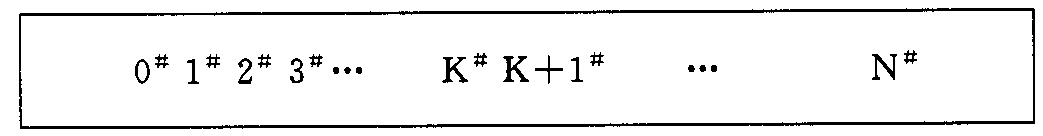 0# 1# 2# 3#… K# K+1# … N#